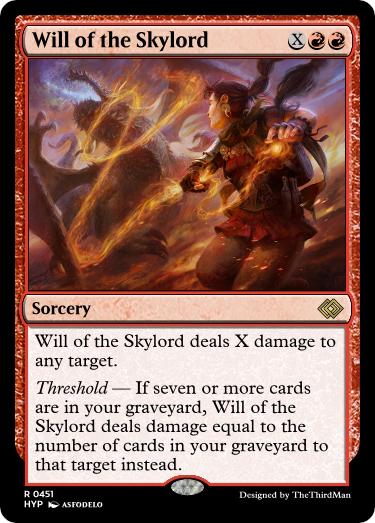 Will of the Skylord X
Sorcery
Will of the Skylord deals X damage to
any target.
Threshold — If seven or more cards
are in your graveyard, Will of the
Skylord deals damage equal to the
number of cards in your graveyard to
that target instead.
R 0451
HYP ASFODELO Designed by TheThirdMan